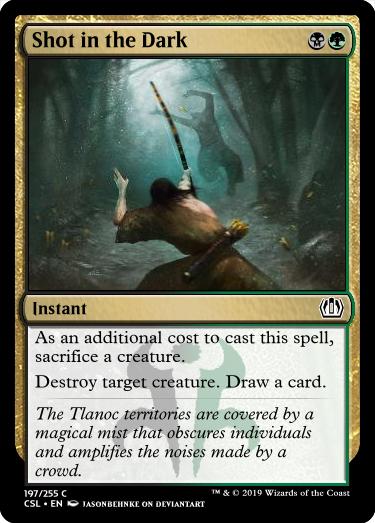 Shot in the Dark
Instant
As an additional cost to cast this spell,
sacrifice a creature.
Destroy target creature. Draw a card.
The Tlanoc territories are covered by a
magical mist that obscures individuals
and amplifies the noises made by a
crowd.
197/255 C
™ & © 2019 Wizards of the Coast
CSL • EN JASONBEHNKE ON DEVIANTART